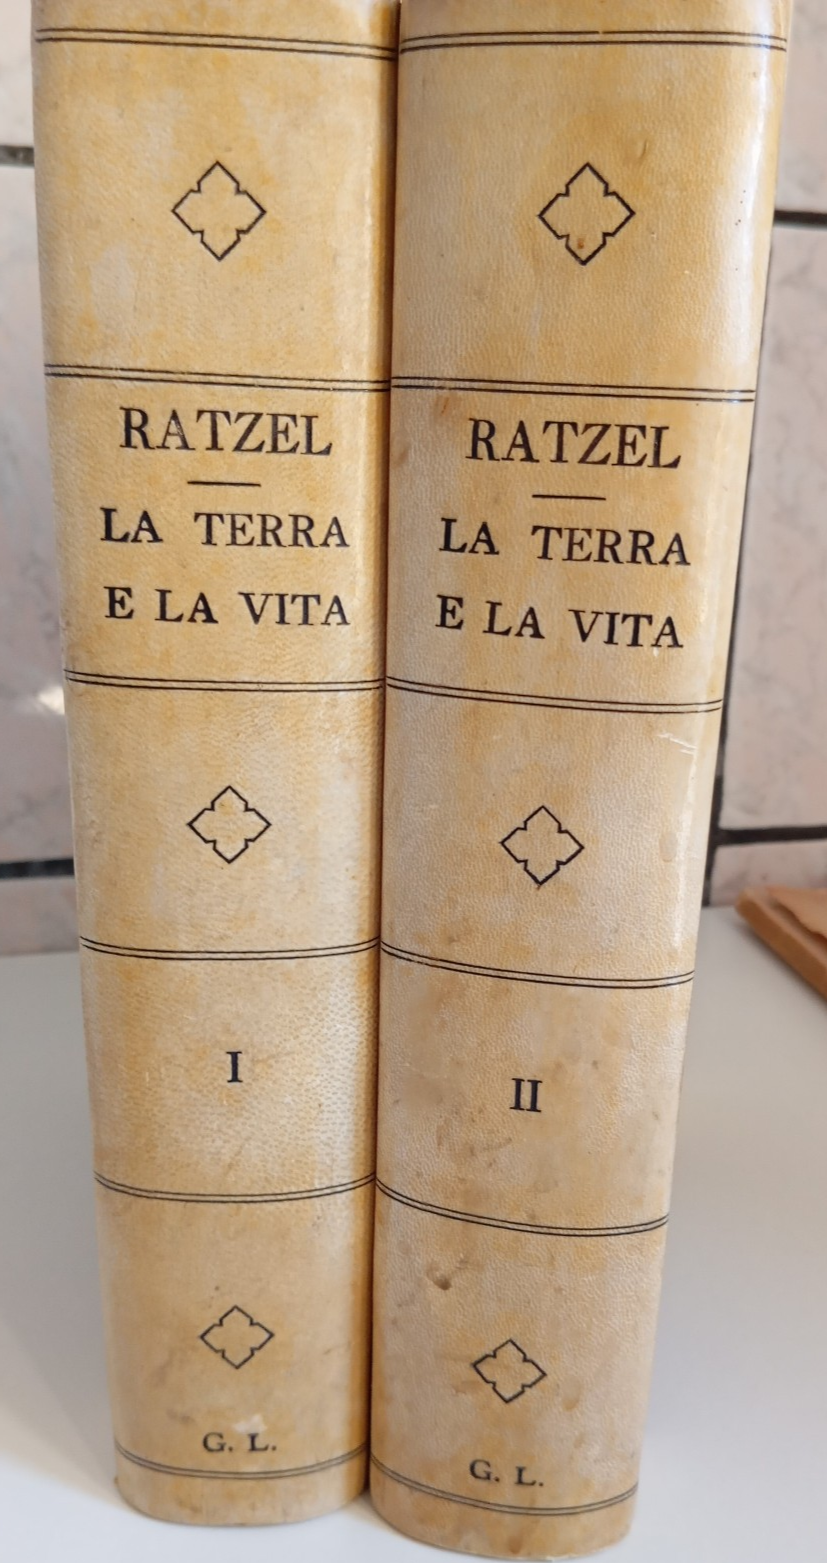 RATZEL
LA TERRA
E LA VITA
I
G. L.
RATZEL
LA TERRA
E LA VITA
II
G. L.